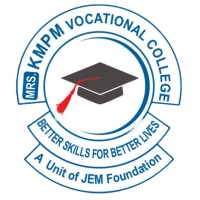 MRS. KMPM VOCATIONAL COLLEGE
BETTER SKILLS FOR BETTER LIVES
A Unit of JEM Foundation